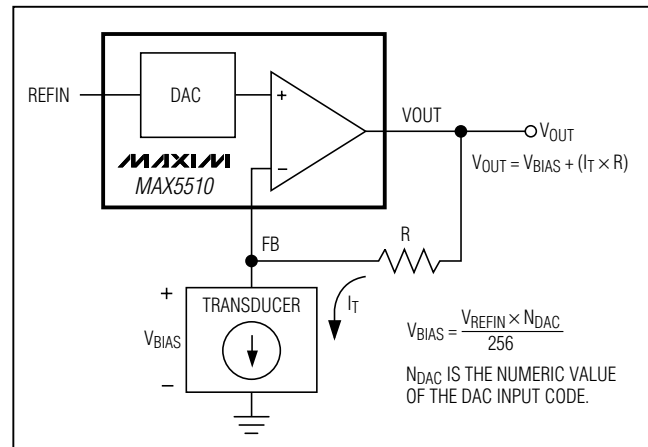 REFIN
DAC
+
−
MAXIM
MAX5510
VOUT
VOUT
VOUT = VBIAS + (IT × R)
FB
R
+
TRANSDUCER
IT
VBIAS
−
VBIAS = VREFIN × NDAC
256
NDAC IS THE NUMERIC VALUE
OF THE DAC INPUT CODE.